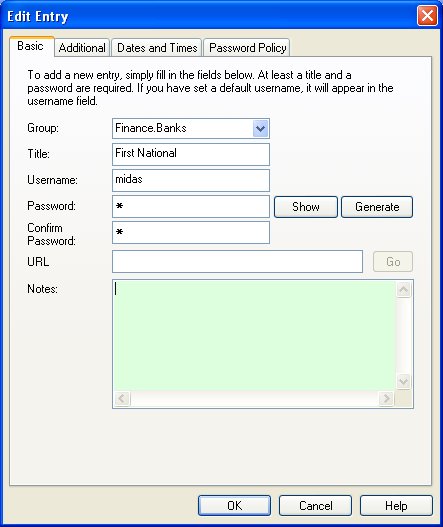 Edit Entry
Basic Additional Dates and Times Password Policy
To add a new entry, simply fill in the fields below. At least a title and a
password are required. If you have set a default username, it will appear in the
username field.
Group: Finance.Banks
Title: First National
Username: midas
Password: * Show Generate
Confirm
Password: *
URL Go
Notes:
OK Cancel Help